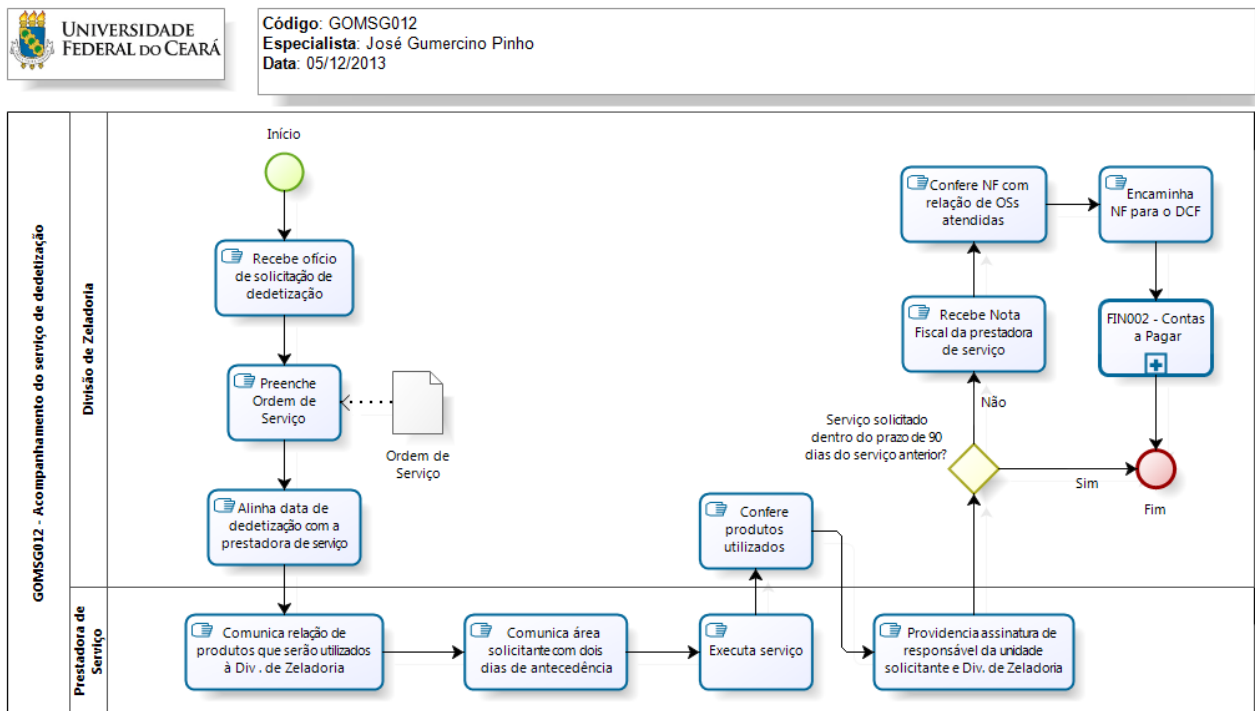 UNIVERSIDADE
FEDERAL DO CEARÁ
Código: GOMSG012
Especialista: José Gumercino Pinho
Data: 05/12/2013
GOMSG012 - Acompanhamento do serviço de dedetização
Divisão de Zeladoria
Início
Recebe ofício
de solicitação de
dedetização
Preenche
Ordem de
Serviço
Ordem de
Serviço
Alinha data de
dedetização com a
prestadora de serviço
Prestadora de
Serviço
Comunica relação de
produtos que serão utilizados
à Div. de Zeladoria
Comunica área
solicitante com dois
dias de antecedência
Executa serviço
Confere
produtos
utilizados
Providencia assinatura de
responsável da unidade
solicitante e Div. de Zeladoria
Serviço solicitado
dentro do prazo de 90
dias do serviço anterior?
Não
Sim
Recebe Nota
Fiscal da prestadora
de serviço
Confere NF com
relação de OSs
atendidas
Encaminha
NF para o DCF
FIN002 - Contas
a Pagar
Fim